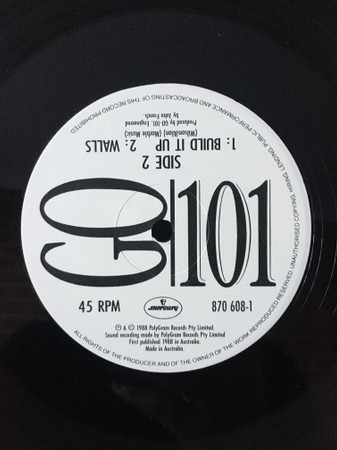 GO 101
SIDE 2
1: BUILD IT UP 2: WALLS
(Wilson/Allan) (Warble Music)
Produced by GO 101. Engineered
by John French.
45 RPM
mercury
870 608-1
℗ & © 1988 PolyGram Records Pty Limited.
Sound recording made by PolyGram Records Pty Limited.
First published 1988 in Australia.
Made in Australia.
ALL RIGHTS OF THE PRODUCER AND OF THE OWNER OF THE WORK REPRODUCED RESERVED. UNAUTHORISED COPYING, HIRING, LENDING, PUBLIC PERFORMANCE AND BROADCASTING OF THIS RECORD PROHIBITED